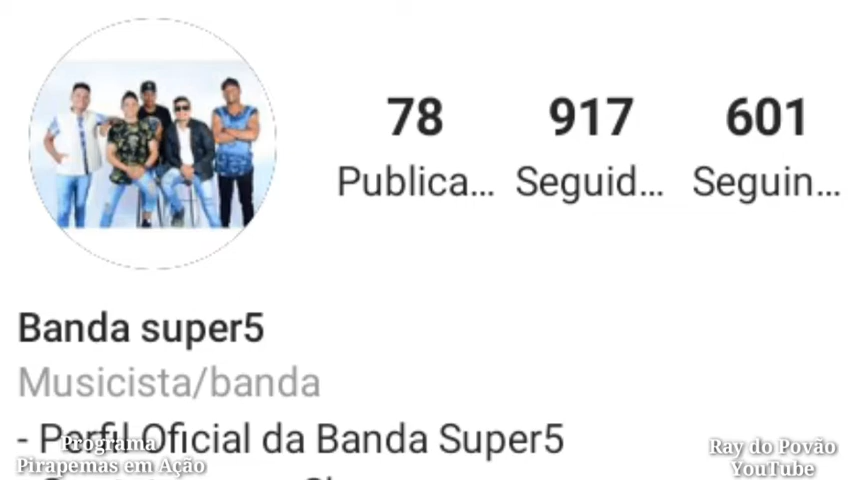 78 917 601
Publica... Seguid... Seguin...
Banda super5
Musicista/banda
- Perfil Oficial da Banda Super5
Programa
Pirapemas em Ação
Ray do Povão
YouTube